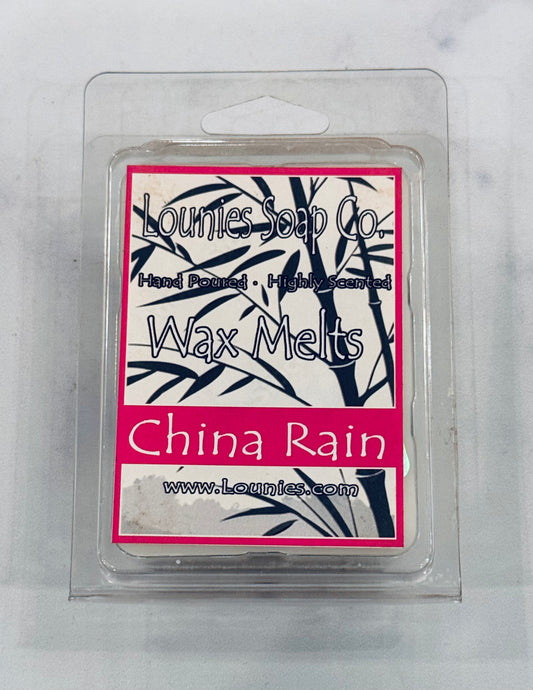 Lounies Soap Co.
Hand Poured • Highly Scented
Wax Melts
China Rain
www.Lounies.com